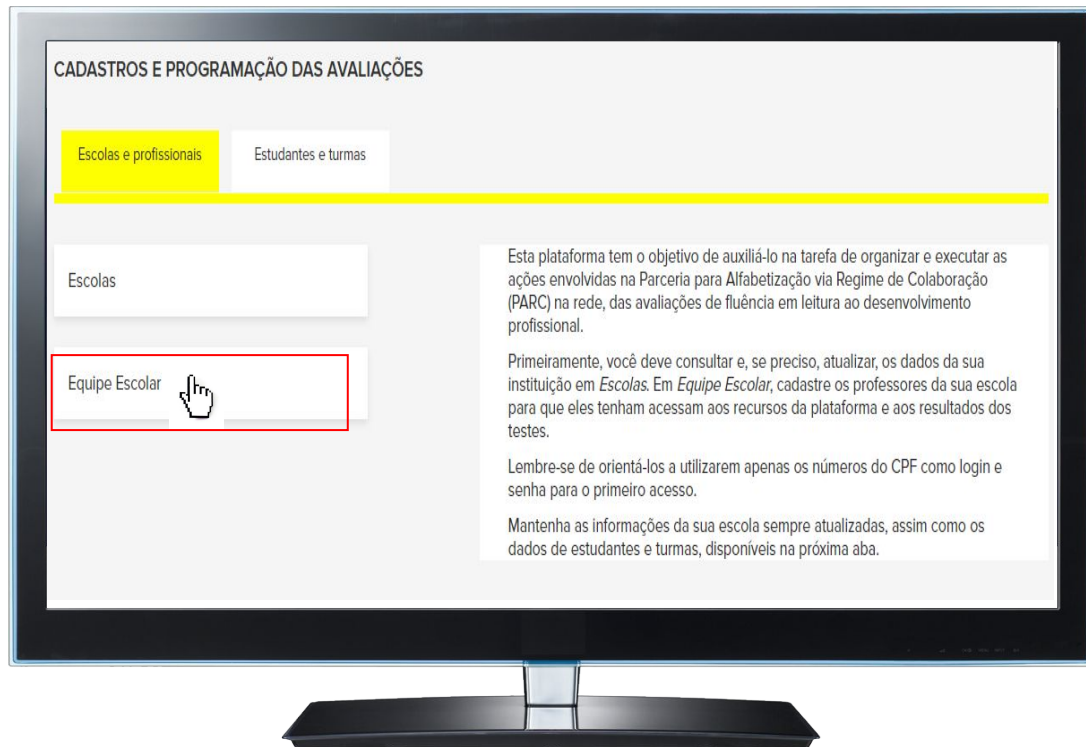 CADASTROS E PROGRAMAÇÃO DAS AVALIAÇÕES
Escolas e profissionais
Estudantes e turmas
Escolas
Equipe Escolar
Esta plataforma tem o objetivo de auxiliá-lo na tarefa de organizar e executar as
ações envolvidas na Parceria para Alfabetização via Regime de Colaboração
(PARC) na rede, das avaliações de fluência em leitura ao desenvolvimento
profissional.
Primeiramente, você deve consultar e, se preciso, atualizar, os dados da sua
instituição em Escolas. Em Equipe Escolar, cadastre os professores da sua escola
para que eles tenham acessam aos recursos da plataforma e aos resultados dos
testes.
Lembre-se de orientá-los a utilizarem apenas os números do CPF como login e
senha para o primeiro acesso.
Mantenha as informações da sua escola sempre atualizadas, assim como os
dados de estudantes e turmas, disponíveis na próxima aba.